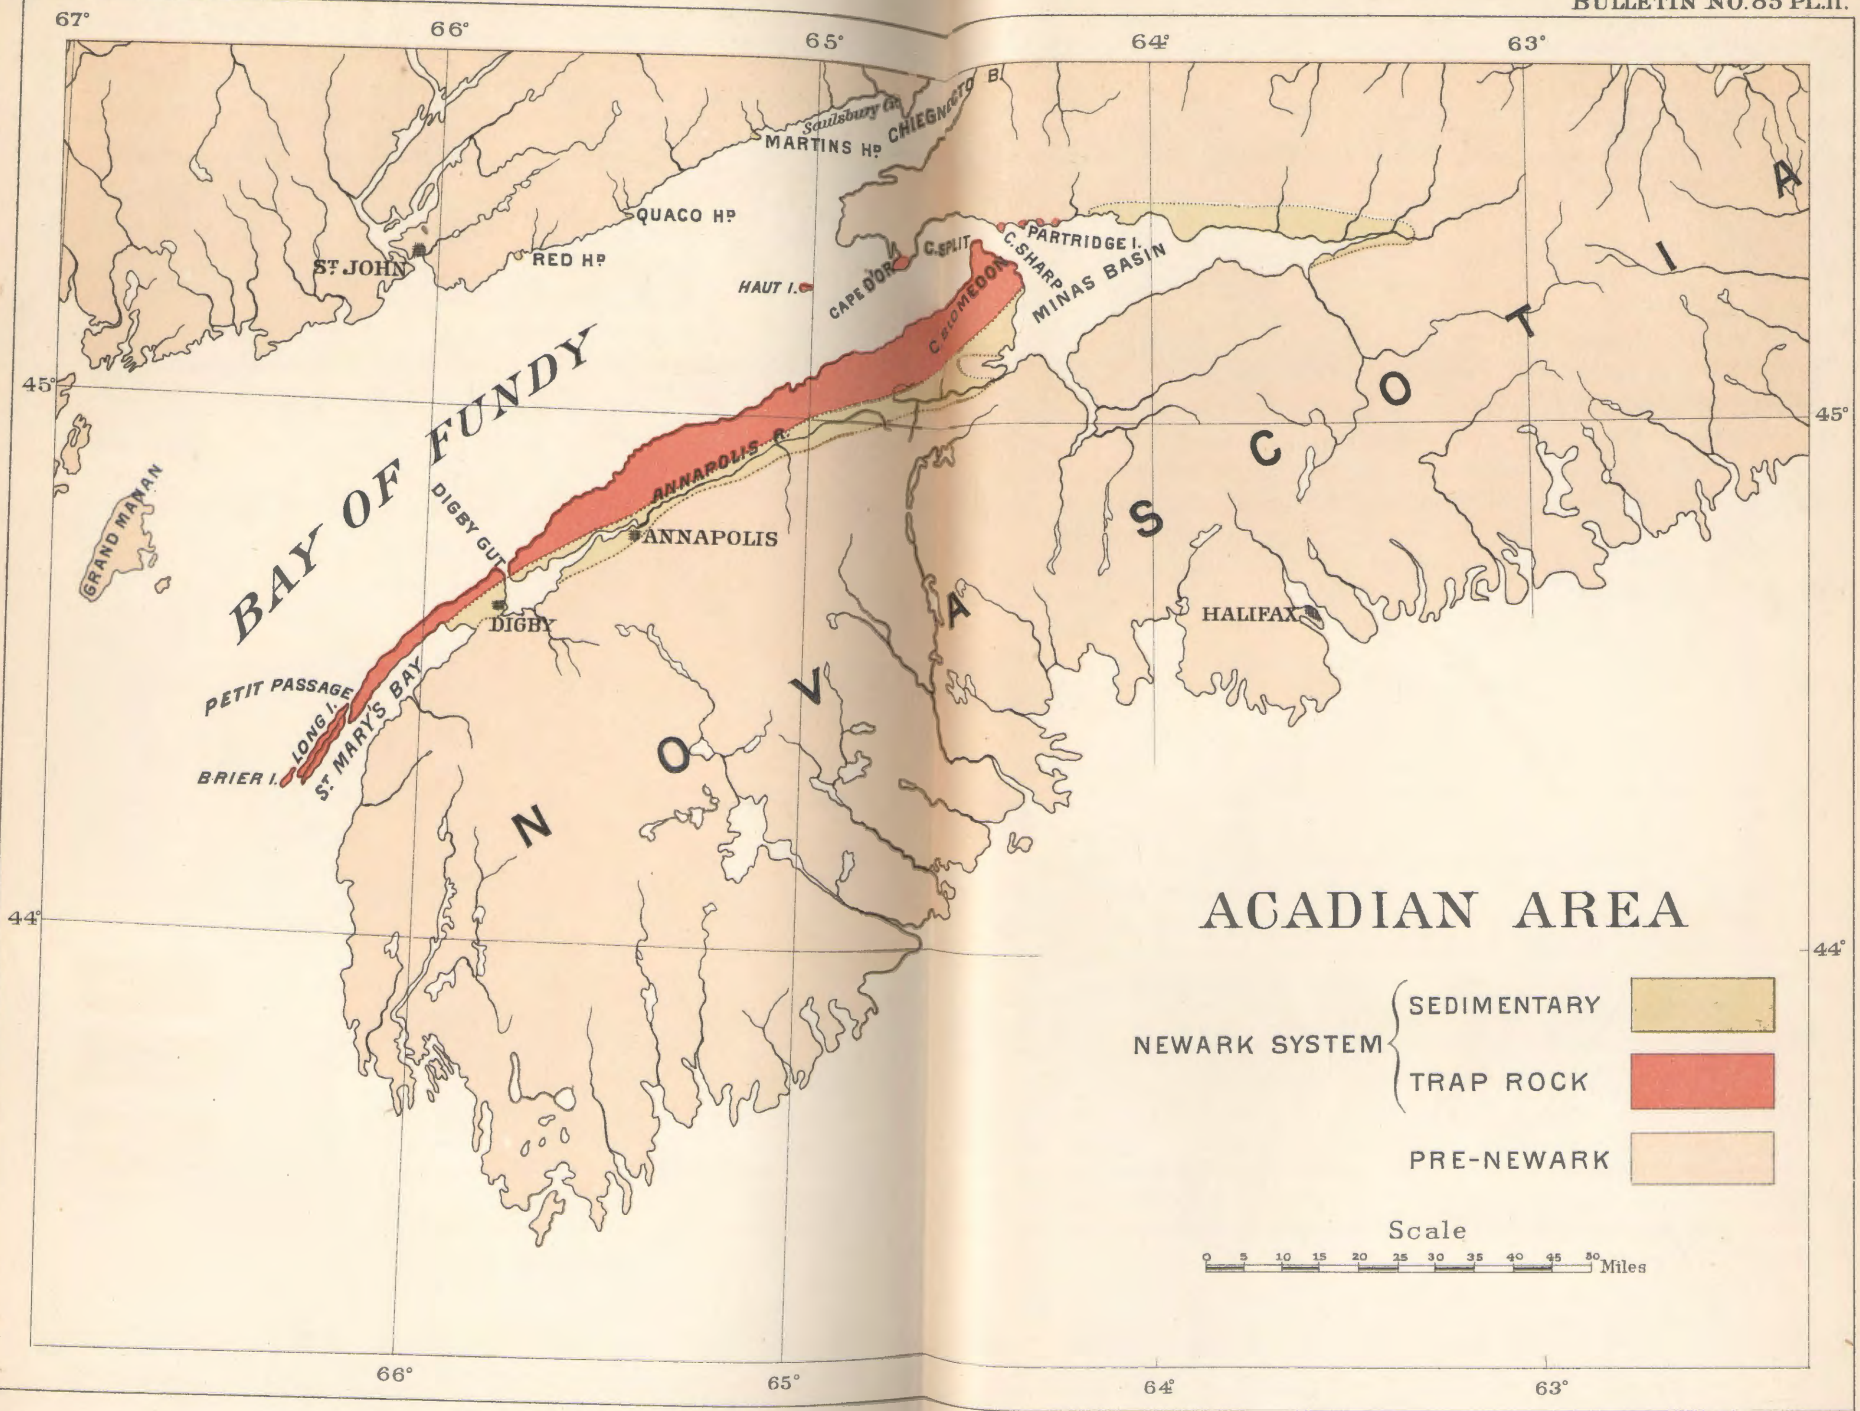 BULLETIN NO. 85 PL. II.
67°
66°
65°
64°
63°
B.
CHIEGNECTO
Saulsbury Co
MARTINS HD
QUACO HD
RED HD
ST. JOHN
PARTRIDGE I.
C. SPLIT
C. SHARP
MINAS BASIN
CAPE D'OR
HAUT I.
C. BLOMEDON
45°
45°
BAY OF FUNDY
GRAND MANAN
ANNAPOLIS R.
ANNAPOLIS
DIGBY GUT
DIGBY
HALIFAX
PETIT PASSAGE
LONG I.
ST. MARY'S BAY
BRIER I.
NOVA SCOTIA
44°
44°
ACADIAN AREA
NEWARK SYSTEM
SEDIMENTARY
TRAP ROCK
PRE-NEWARK
Scale
0 5 10 15 20 25 30 35 40 45 50 Miles
66°
65°
64°
63°